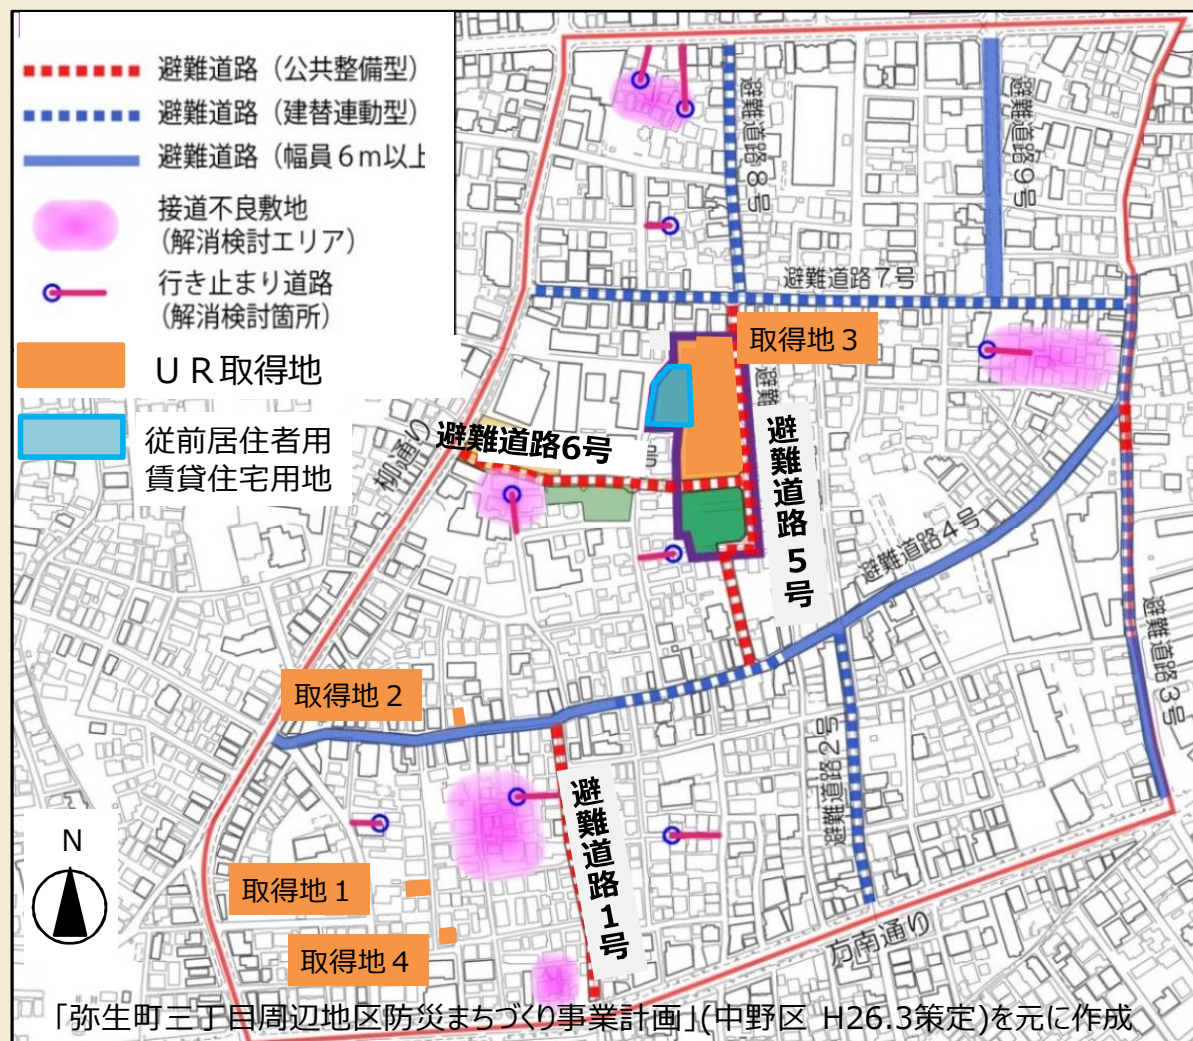 避難道路（公共整備型）
避難道路（建替連動型）
避難道路（幅員６ｍ以上
接道不良敷地
（解消検討エリア）
行き止まり道路
（解消検討箇所）
ＵＲ取得地
従前居住者用
賃貸住宅用地
避難道路8号
避難道路9号
避難道路7号
取得地３
避難道路6号
号
避難道路５号
柳通り
避難道路4号
避難道路3号
取得地２
避難道路2号
避難道路1号
取得地１
取得地４
方南通り
N
「弥生町三丁目周辺地区防災まちづくり事業計画」(中野区 H26.3策定)を元に作成